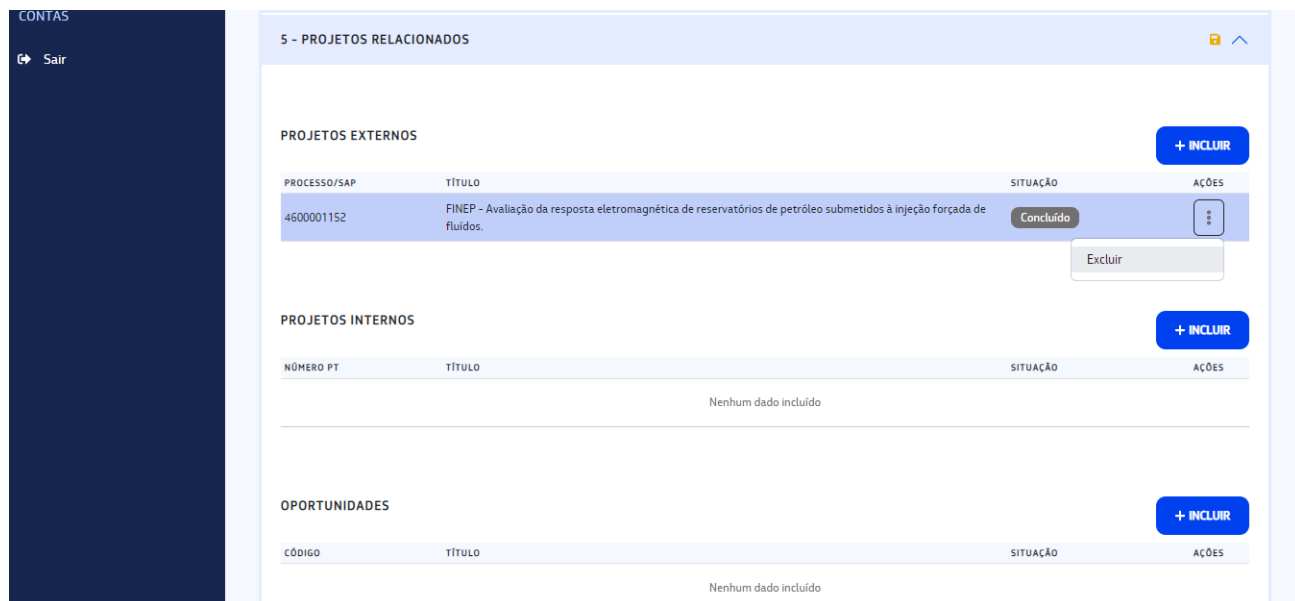 CONTAS
Sair
5 - PROJETOS RELACIONADOS
PROJETOS EXTERNOS
+ INCLUIR
PROCESSO/SAP TÍTULO SITUAÇÃO AÇÕES
4600001152 FINEP - Avaliação da resposta eletromagnética de reservatórios de petróleo submetidos à injeção forçada de Concluído
fluídos.
Excluir
PROJETOS INTERNOS
+ INCLUIR
NÚMERO PT TÍTULO SITUAÇÃO AÇÕES
Nenhum dado incluído
OPORTUNIDADES
+ INCLUIR
CÓDIGO TÍTULO SITUAÇÃO AÇÕES
Nenhum dado incluído